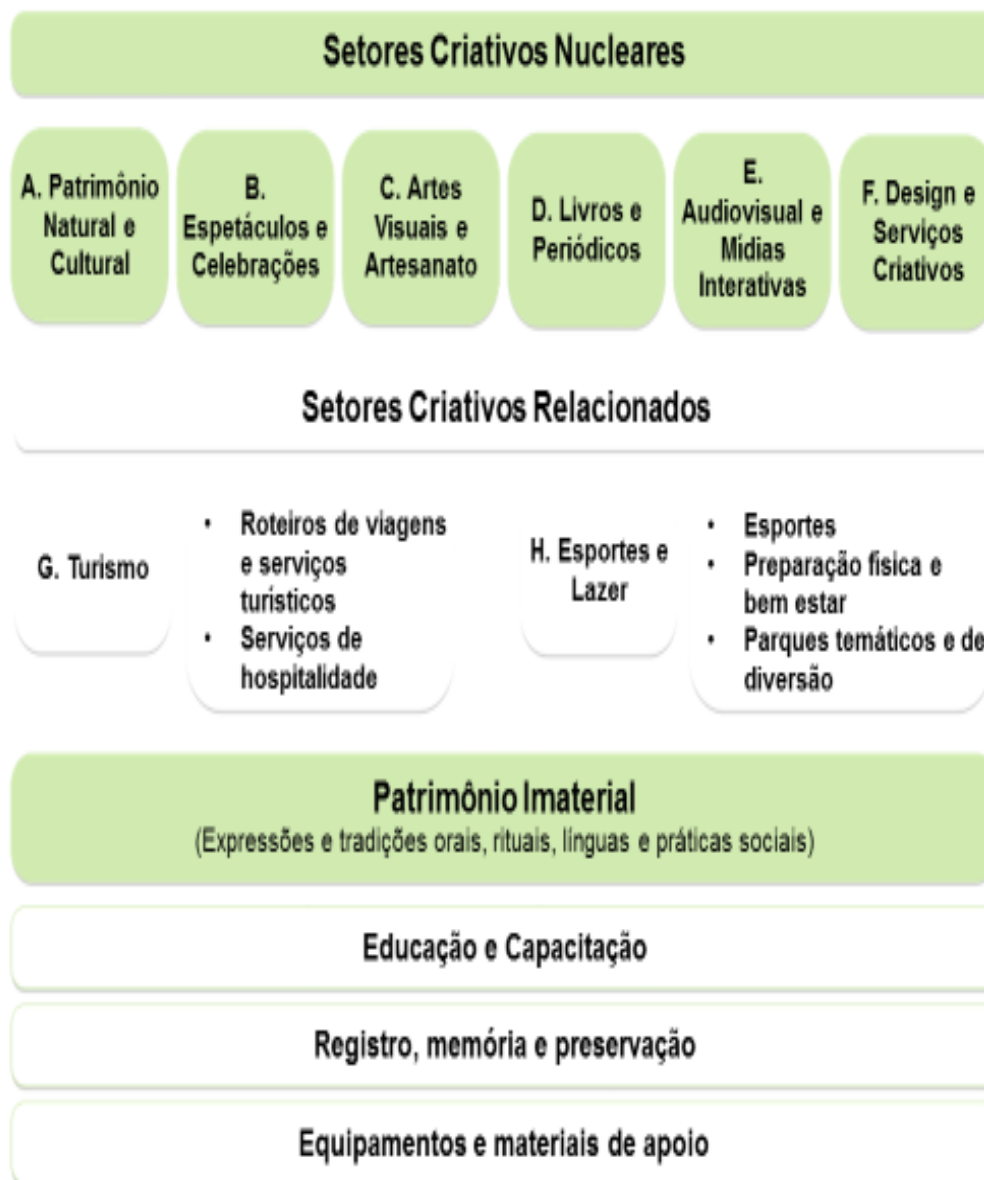 Setores Criativos Nucleares
A. Patrimônio
Natural e
Cultural
B.
Espetáculos e
Celebrações
C. Artes
Visuais e
Artesanato
D. Livros e
Periódicos
E.
Audiovisual e
Mídias
Interativas
F. Design e
Serviços
Criativos
Setores Criativos Relacionados
G. Turismo
• Roteiros de viagens
e serviços
turísticos
• Serviços de
hospitalidade
H. Esportes e
Lazer
• Esportes
• Preparação física e
bem estar
• Parques temáticos e de
diversão
Patrimônio Imaterial
(Expressões e tradições orais, rituais, línguas e práticas sociais)
Educação e Capacitação
Registro, memória e preservação
Equipamentos e materiais de apoio